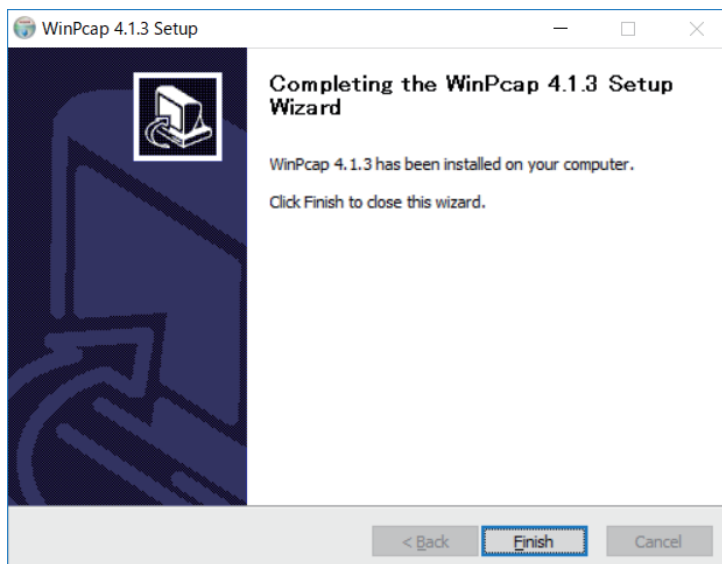 WinPcap 4.1.3 Setup
Completing the WinPcap 4.1.3 Setup
Wizard
WinPcap 4.1.3 has been installed on your computer.
Click Finish to close this wizard.
< Back
Finish
Cancel